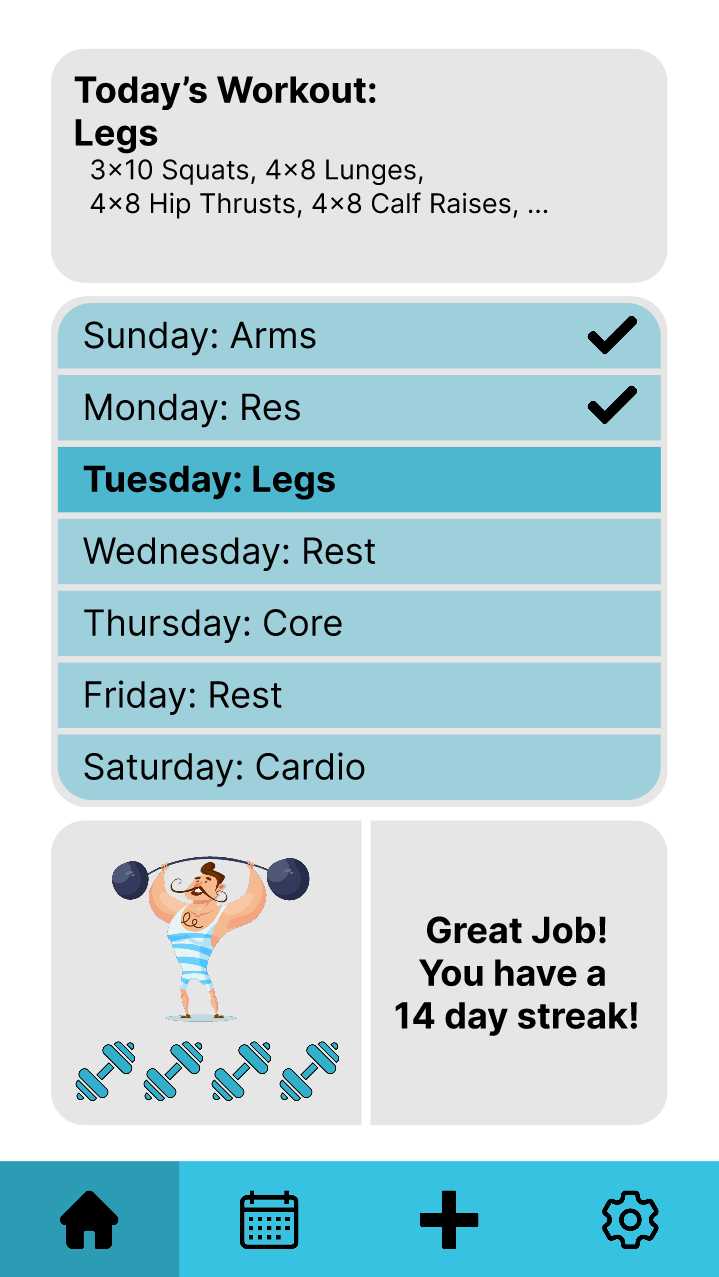 Today’s Workout:
Legs
3×10 Squats, 4×8 Lunges,
4×8 Hip Thrusts, 4×8 Calf Raises, ...
Sunday: Arms
Monday: Res
Tuesday: Legs
Wednesday: Rest
Thursday: Core
Friday: Rest
Saturday: Cardio
Great Job!
You have a
14 day streak!